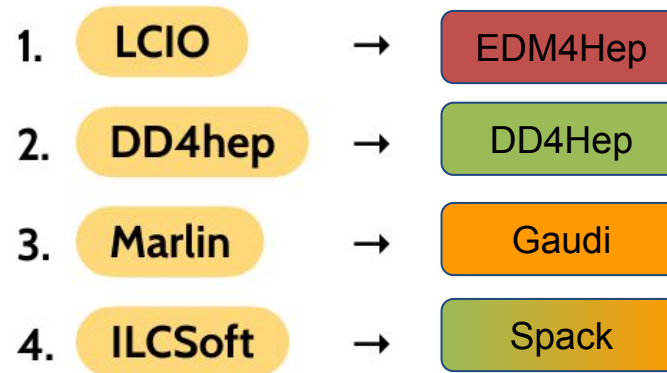 1. LCIO → EDM4Hep
2. DD4hep → DD4Hep
3. Marlin → Gaudi
4. ILCSoft → Spack